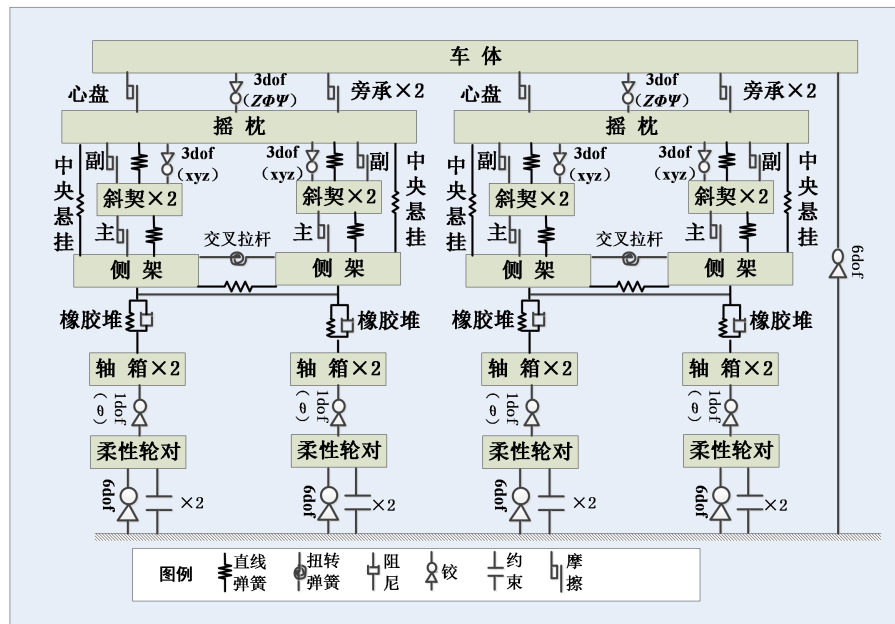 车 体
心盘 3dof (ZΦΨ) 旁承×2 心盘 3dof (ZΦΨ) 旁承×2
摇 枕 摇 枕
中央悬挂 副 3dof (xyz) 3dof (xyz) 副 中央悬挂 中央悬挂 副 3dof (xyz) 3dof (xyz) 副 中央悬挂
斜契×2 斜契×2 斜契×2 斜契×2
主 主 主 主
交叉拉杆 交叉拉杆
6dof
侧 架 侧 架 侧 架 侧 架
橡胶堆 橡胶堆 橡胶堆 橡胶堆
轴 箱×2 轴 箱×2 轴 箱×2 轴 箱×2
1dof (θ) 1dof (θ) 1dof (θ) 1dof (θ)
柔性轮对 柔性轮对 柔性轮对 柔性轮对
6dof ×2 6dof ×2 6dof ×2 6dof ×2
图例 直线弹簧 扭转弹簧 阻尼 铰 约束 摩擦